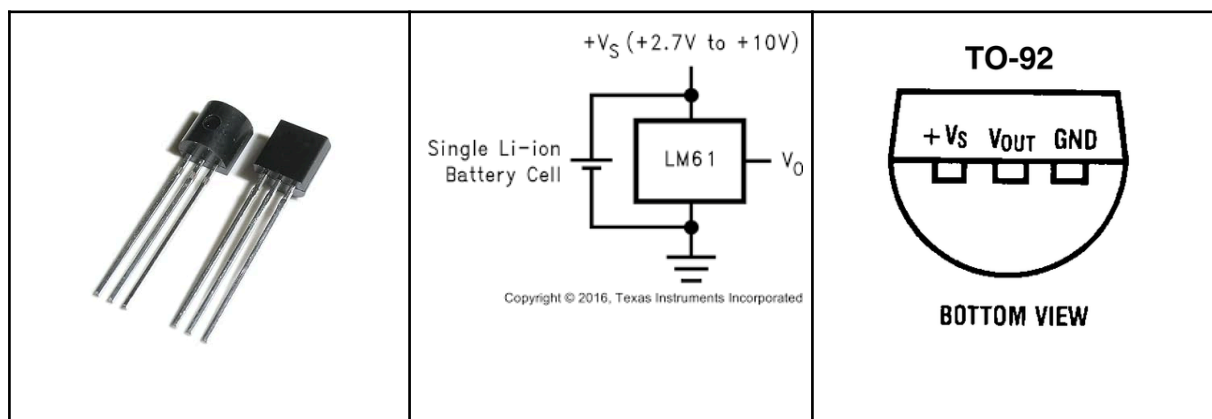 +VS (+2.7V to +10V)
Single Li-ion
Battery Cell
LM61
VO
Copyright © 2016, Texas Instruments Incorporated
TO-92
+ VS VOUT GND
BOTTOM VIEW